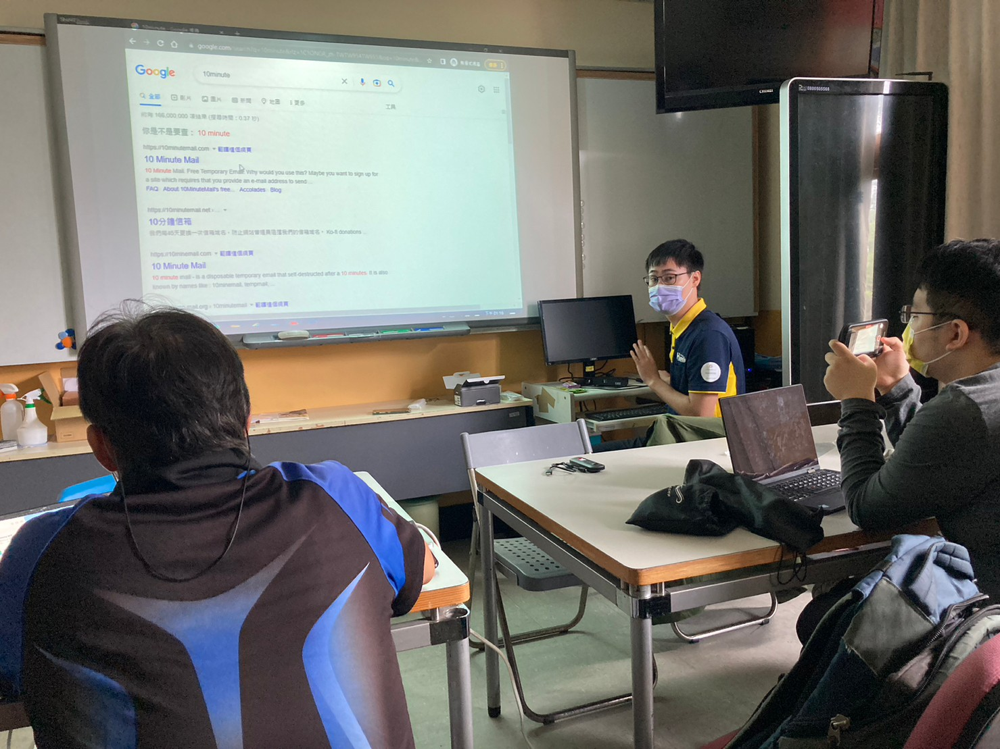 10minute - Google 搜尋
google.com
Google
10minute
全部
影片
圖片
新聞
地圖
更多
工具
約有 166,000,000 項結果 (搜尋時間:0.37 秒)
你是不是要查: 10 minute
https://10minutemail.com 翻譯這個網頁
10 Minute Mail
10 Minute Mail. Free Temporary Email. Why would you use this? Maybe you want to sign up for
a site which requires that you provide an e-mail address to send ...
FAQ · About 10MinuteMail's free... · Accolades · Blog
https://10minutemail.net › ...
10分鐘信箱
Ko-fi donations ...
https://10minemail.com 翻譯這個網頁
10 Minute Mail
10 minute mail - is a disposable temporary email that self-destructed after a 10 minutes. It is also
known by names like : 10minemail, tempmail, ...
mail.org › 10minutemail 翻譯這個網頁
CHIMEI